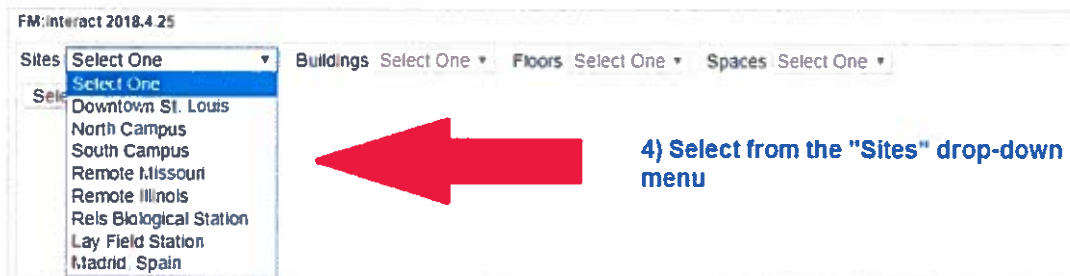 FM:Interact 2018.4.25
Sites Select One Buildings Select One Floors Select One Spaces Select One
Select One
Sele
Downtown St. Louis
North Campus
South Campus
Remote Missouri
Remote Illinois
Reis Biological Station
Lay Field Station
Madrid, Spain
4) Select from the "Sites" drop-down
menu